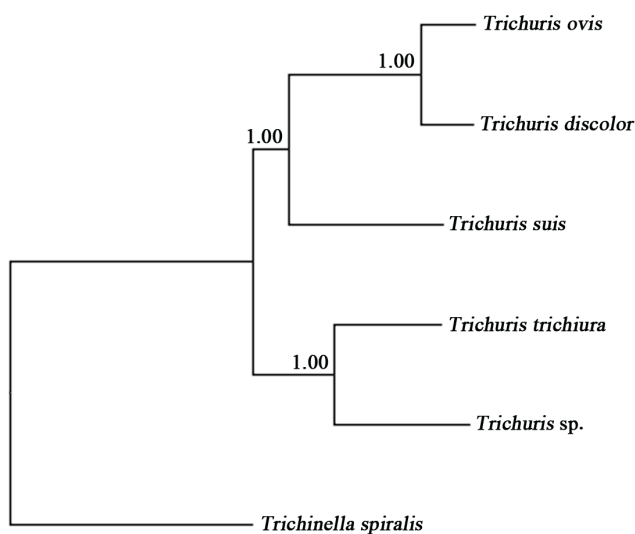 Trichuris ovis
1.00
Trichuris discolor
1.00
Trichuris suis
Trichuris trichiura
1.00
Trichuris sp.
Trichinella spiralis